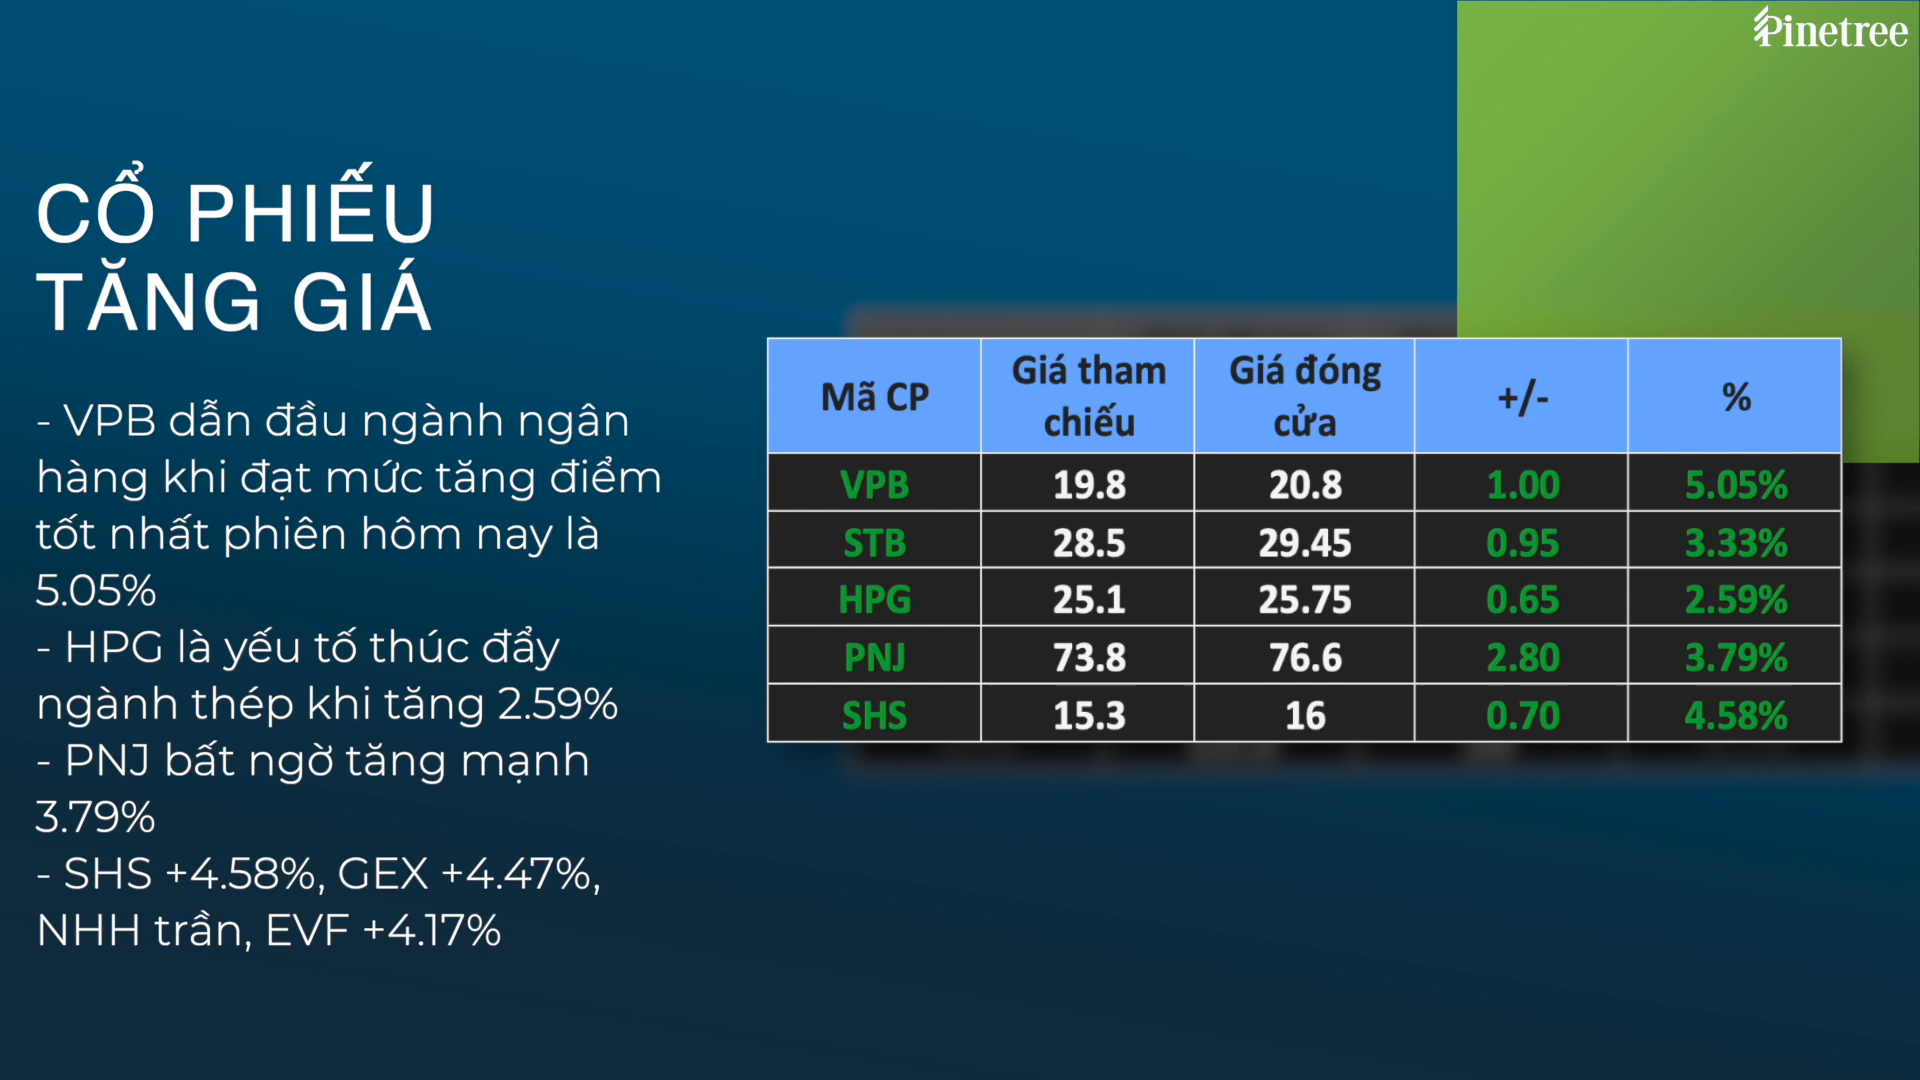 Pinetree
CỔ PHIẾU
TĂNG GIÁ
- VPB dẫn đầu ngành ngân
hàng khi đạt mức tăng điểm
tốt nhất phiên hôm nay là
5.05%
- HPG là yếu tố thúc đẩy
ngành thép khi tăng 2.59%
- PNJ bất ngờ tăng mạnh
3.79%
- SHS +4.58%, GEX +4.47%,
NHH trần, EVF +4.17%
Mã CP Giá tham chiếu Giá đóng cửa +/- %
VPB 19.8 20.8 1.00 5.05%
STB 28.5 29.45 0.95 3.33%
HPG 25.1 25.75 0.65 2.59%
PNJ 73.8 76.6 2.80 3.79%
SHS 15.3 16 0.70 4.58%